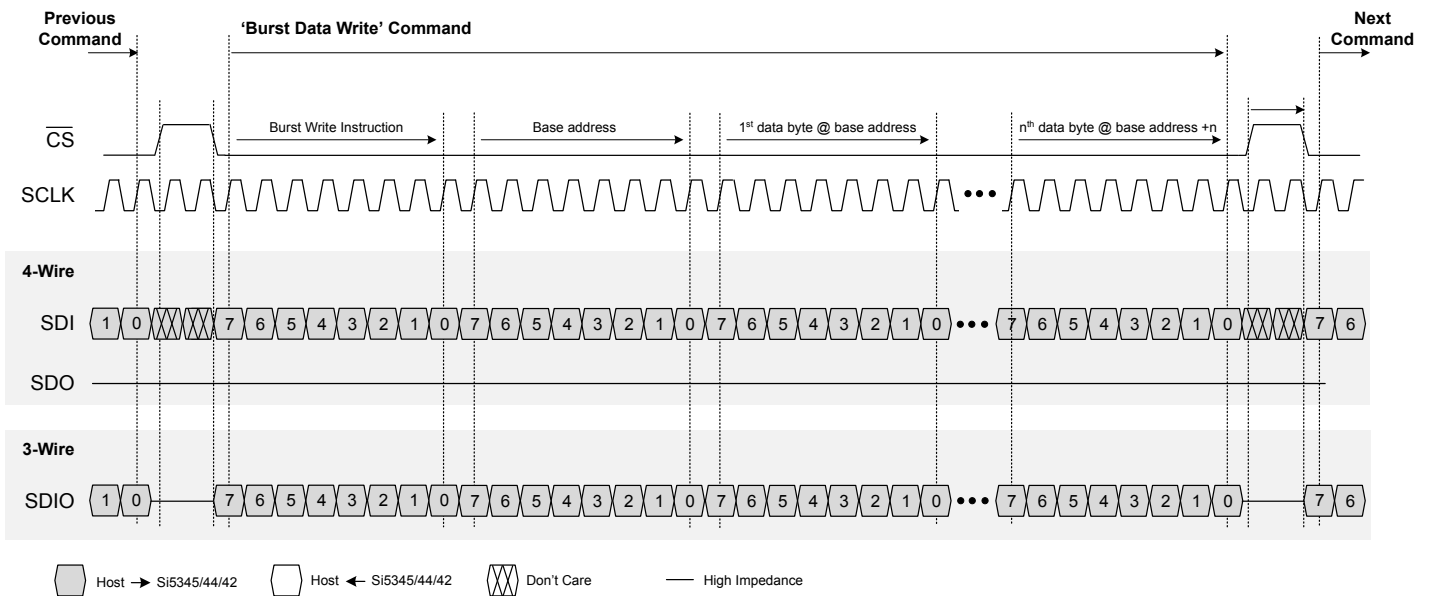 Previous
Command
'Burst Data Write' Command
Next
Command
CS
Burst Write Instruction
Base address
1st data byte @ base address
nth data byte @ base address +n
SCLK
4-Wire
SDI 1 0 7 6 5 4 3 2 1 0 7 6 5 4 3 2 1 0 7 6 5 4 3 2 1 0 ••• 7 6 5 4 3 2 1 0 7 6
SDO
3-Wire
SDIO 1 0 7 6 5 4 3 2 1 0 7 6 5 4 3 2 1 0 7 6 5 4 3 2 1 0 ••• 7 6 5 4 3 2 1 0 7 6
Host → Si5345/44/42
Host ← Si5345/44/42
Don't Care
High Impedance